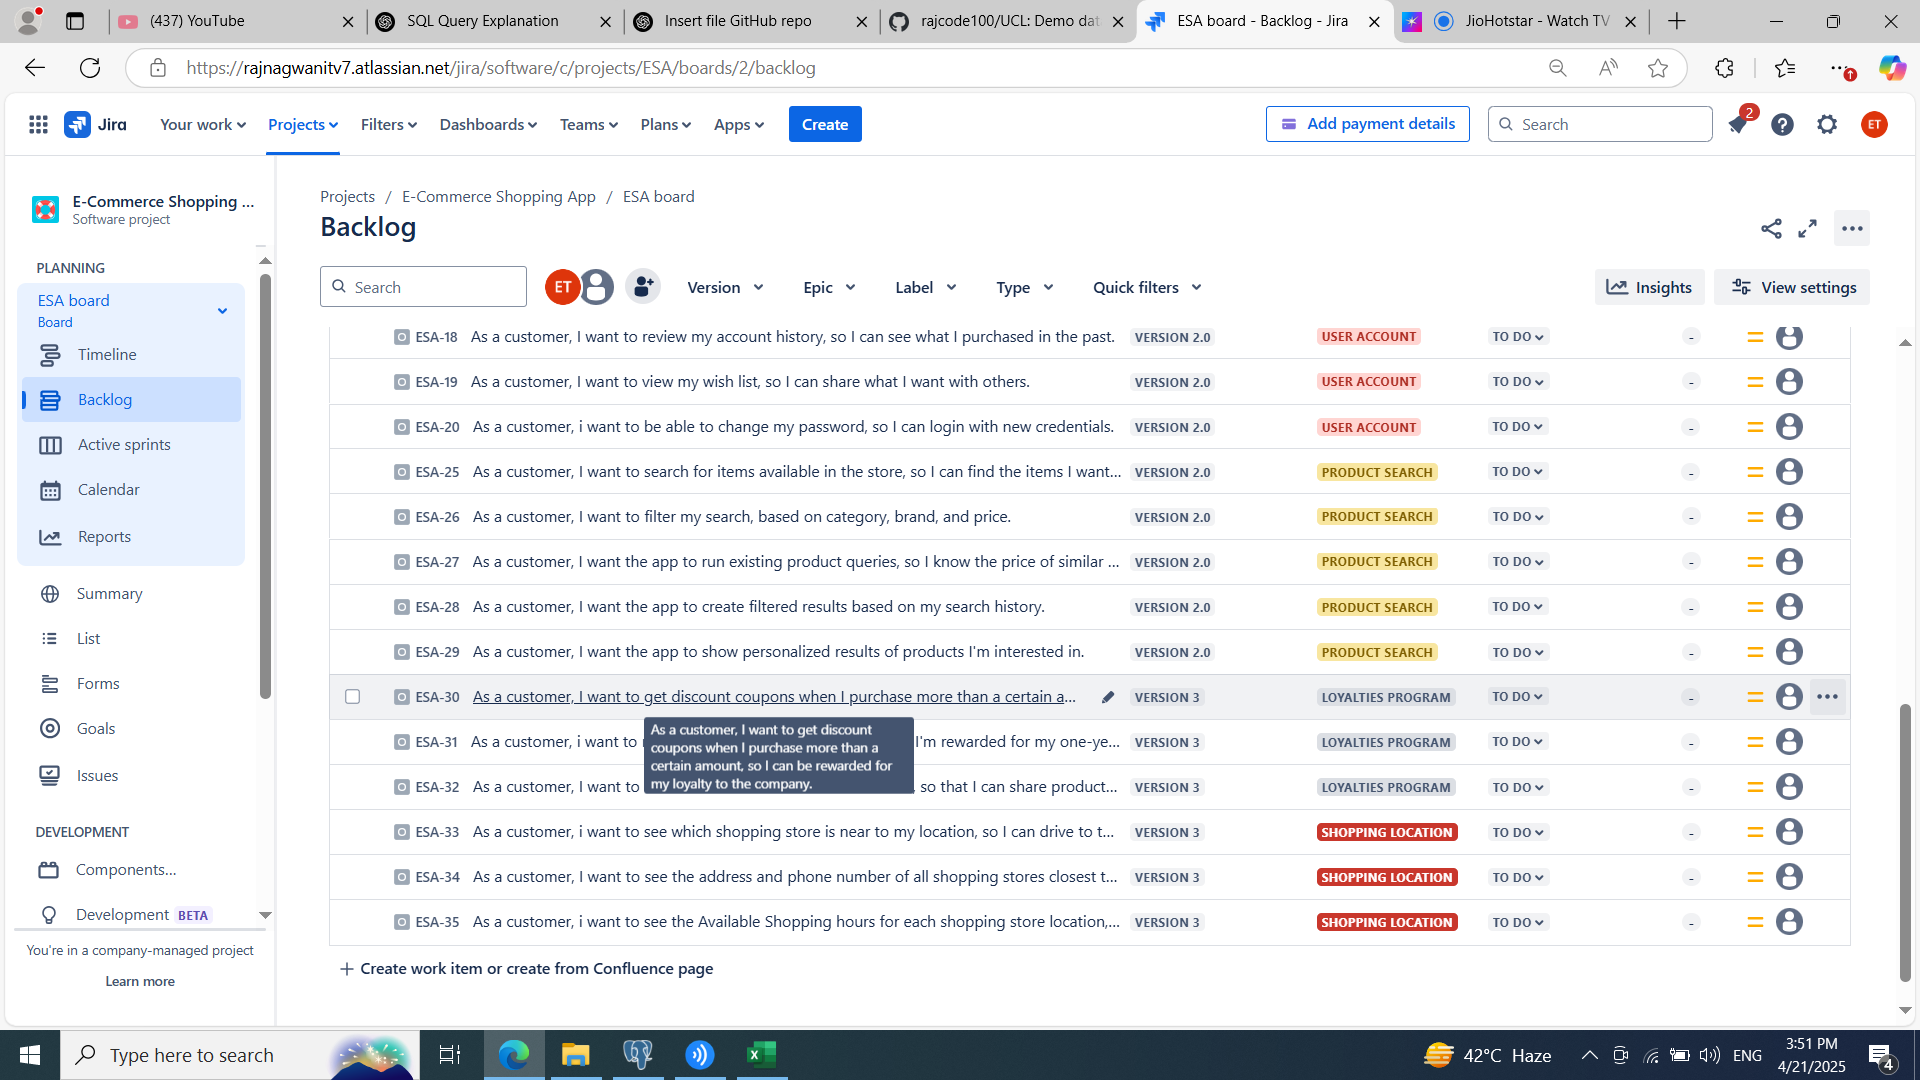 (437) YouTube
SQL Query Explanation
Insert file GitHub repo
rajcode100/UCL: Demo dat
ESA board - Backlog - Jira
JioHotstar - Watch TV
https://rajnagwanitv7.atlassian.net/jira/software/c/projects/ESA/boards/2/backlog
Jira
Your work
Projects
Filters
Dashboards
Teams
Plans
Apps
Create
Add payment details
Search
2
ET
E-Commerce Shopping ...
Software project
PLANNING
ESA board
Board
Timeline
Backlog
Active sprints
Calendar
Reports
Summary
List
Forms
Goals
Issues
DEVELOPMENT
Components...
Development BETA
You're in a company-managed project
Learn more
Projects / E-Commerce Shopping App / ESA board
Backlog
Search
ET
Version
Epic
Label
Type
Quick filters
Insights
View settings
ESA-18 As a customer, I want to review my account history, so I can see what I purchased in the past. VERSION 2.0 USER ACCOUNT TO DO -
ESA-19 As a customer, I want to view my wish list, so I can share what I want with others. VERSION 2.0 USER ACCOUNT TO DO -
ESA-20 As a customer, i want to be able to change my password, so I can login with new credentials. VERSION 2.0 USER ACCOUNT TO DO -
ESA-25 As a customer, I want to search for items available in the store, so I can find the items I want... VERSION 2.0 PRODUCT SEARCH TO DO -
ESA-26 As a customer, I want to filter my search, based on category, brand, and price. VERSION 2.0 PRODUCT SEARCH TO DO -
ESA-27 As a customer, I want the app to run existing product queries, so I know the price of similar ... VERSION 2.0 PRODUCT SEARCH TO DO -
ESA-28 As a customer, I want the app to create filtered results based on my search history. VERSION 2.0 PRODUCT SEARCH TO DO -
ESA-29 As a customer, I want the app to show personalized results of products I'm interested in. VERSION 2.0 PRODUCT SEARCH TO DO -
ESA-30 As a customer, I want to get discount coupons when I purchase more than a certain a... VERSION 3 LOYALTIES PROGRAM TO DO -
As a customer, I want to get discount
coupons when I purchase more than a
certain amount, so I can be rewarded for
my loyalty to the company.
ESA-31 As a customer, i want to I'm rewarded for my one-ye... VERSION 3 LOYALTIES PROGRAM TO DO -
ESA-32 As a customer, I want to , so that I can share product... VERSION 3 LOYALTIES PROGRAM TO DO -
ESA-33 As a customer, i want to see which shopping store is near to my location, so I can drive to t... VERSION 3 SHOPPING LOCATION TO DO -
ESA-34 As a customer, I want to see the address and phone number of all shopping stores closest t... VERSION 3 SHOPPING LOCATION TO DO -
ESA-35 As a customer, i want to see the Available Shopping hours for each shopping store location,... VERSION 3 SHOPPING LOCATION TO DO -
+ Create work item or create from Confluence page
Type here to search
42°C Haze
ENG
3:51 PM
4/21/2025
4